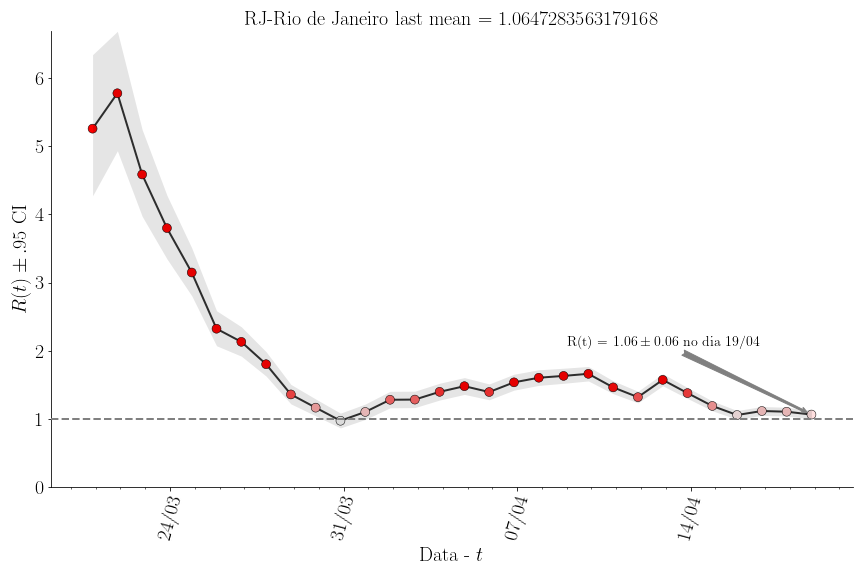 RJ-Rio de Janeiro last mean = 1.0647283563179168
6
5
4
3
2
1
0
R(t) ± .95 CI
R(t) = 1.06 ± 0.06 no dia 19/04
24/03
31/03
07/04
14/04
Data - t